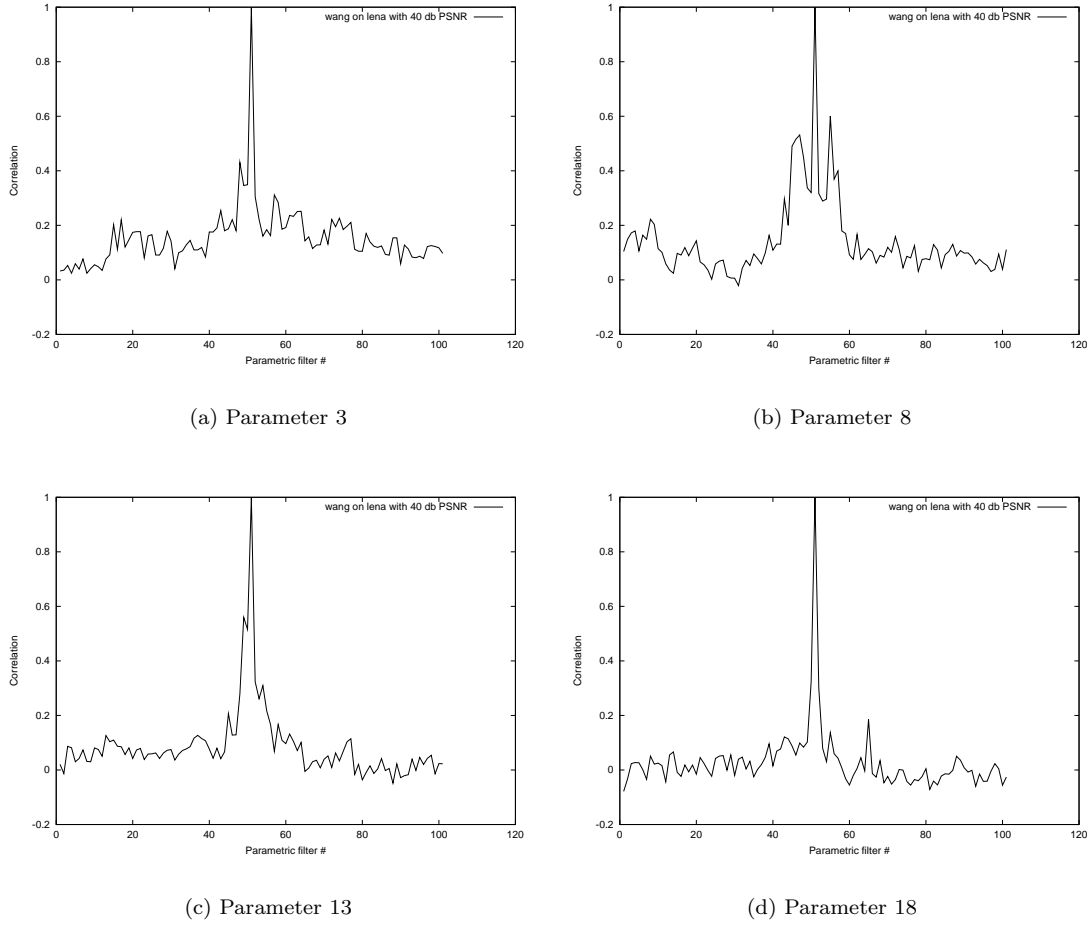 wang on lena with 40 db PSNR
1
0.8
0.6
0.4
0.2
0
-0.2
0 20 40 60 80 100 120
Correlation
Parametric filter #
(a) Parameter 3
wang on lena with 40 db PSNR
1
0.8
0.6
0.4
0.2
0
-0.2
0 20 40 60 80 100 120
Correlation
Parametric filter #
(b) Parameter 8
wang on lena with 40 db PSNR
1
0.8
0.6
0.4
0.2
0
-0.2
0 20 40 60 80 100 120
Correlation
Parametric filter #
(c) Parameter 13
wang on lena with 40 db PSNR
1
0.8
0.6
0.4
0.2
0
-0.2
0 20 40 60 80 100 120
Correlation
Parametric filter #
(d) Parameter 18